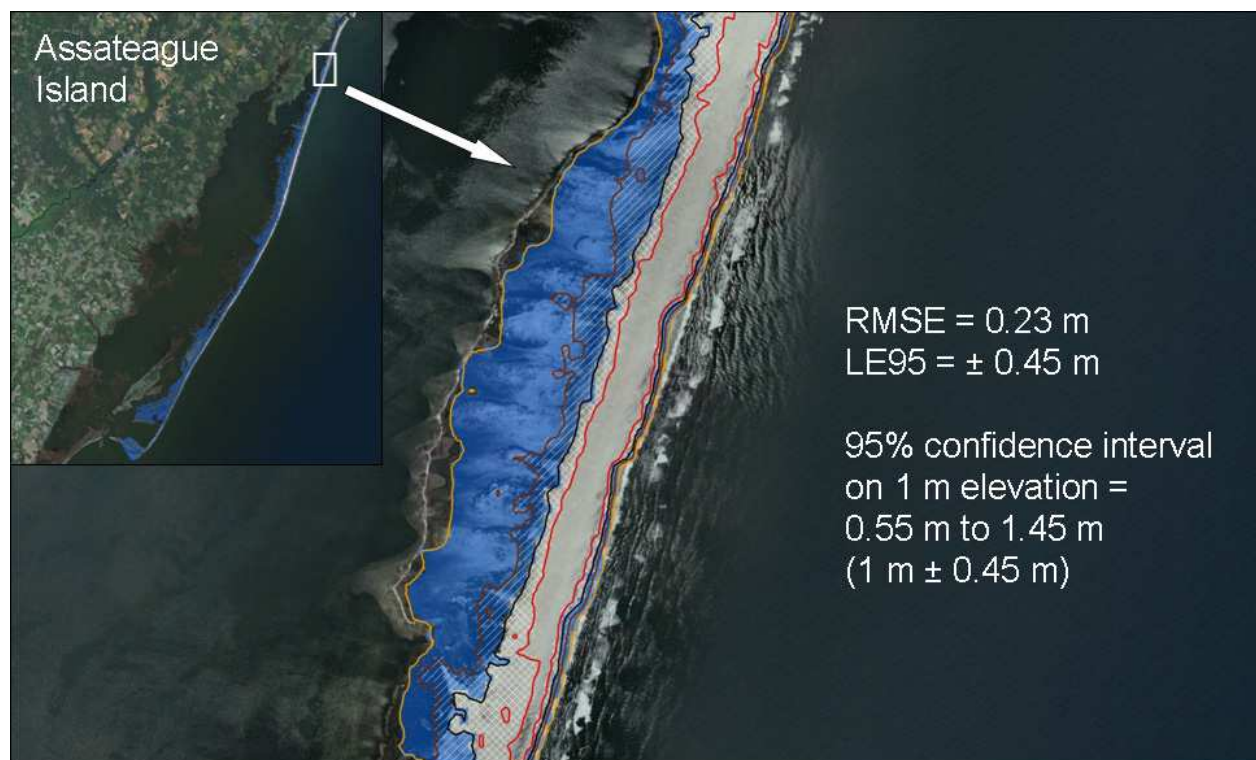 Assateague
Island
RMSE = 0.23 m
LE95 = ± 0.45 m
95% confidence interval
on 1 m elevation =
0.55 m to 1.45 m
(1 m ± 0.45 m)